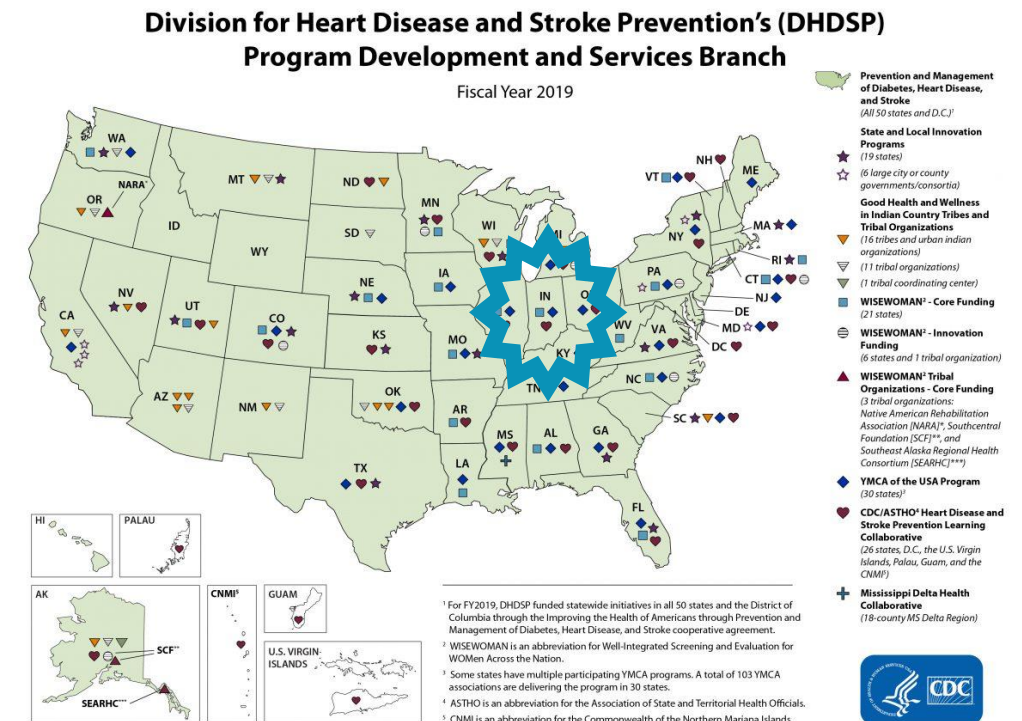 Division for Heart Disease and Stroke Prevention's (DHDSP)
Program Development and Services Branch
Fiscal Year 2019
WA
NARA*
OR
MT
ND
MN
ID
SD
WI
MI
WY
NE
IA
NV
UT
CO
CA
KS
MO
IN
KY
WV
VA
PA
NY
VT
NH
ME
MA
RI
CT
NJ
DE
MD
DC
AZ
NM
OK
AR
TN
NC
SC
TX
LA
MS
AL
GA
FL
HI
PALAU
AK
SCF**
SEARHC***
CNMI⁵
GUAM
U.S. VIRGIN
ISLANDS
Prevention and Management
of Diabetes, Heart Disease,
and Stroke
(All 50 states and D.C.)¹
State and Local Innovation
Programs
(19 states)
(6 large city or county
governments/consortia)
Good Health and Wellness
in Indian Country Tribes and
Tribal Organizations
(16 tribes and urban indian
organizations)
(11 tribal organizations)
(1 tribal coordinating center)
WISEWOMAN² - Core Funding
(21 states)
WISEWOMAN² - Innovation
Funding
(6 states and 1 tribal organization)
WISEWOMAN² Tribal
Organizations - Core Funding
(3 tribal organizations:
Native American Rehabilitation
Association [NARA]*, Southcentral
Foundation [SCF]**, and
Southeast Alaska Regional Health
Consortium [SEARHC]***)
YMCA of the USA Program
(30 states)³
CDC/ASTHO⁴ Heart Disease and
Stroke Prevention Learning
Collaborative
(26 states, D.C., the U.S. Virgin
Islands, Palau, Guam, and the
CNMI⁵)
Mississippi Delta Health
Collaborative
(18-county MS Delta Region)
¹ For FY2019, DHDSP funded statewide initiatives in all 50 states and the District of
Columbia through the Improving the Health of Americans through Prevention and
Management of Diabetes, Heart Disease, and Stroke cooperative agreement.
² WISEWOMAN is an abbreviation for Well-Integrated Screening and Evaluation for
WOMen Across the Nation.
³ Some states have multiple participating YMCA programs. A total of 103 YMCA
associations are delivering the program in 30 states.
⁴ ASTHO is an abbreviation for the Association of State and Territorial Health Officials.
⁵ CNMI is an abbreviation for the Commonwealth of the Northern Mariana Islands.
CDC